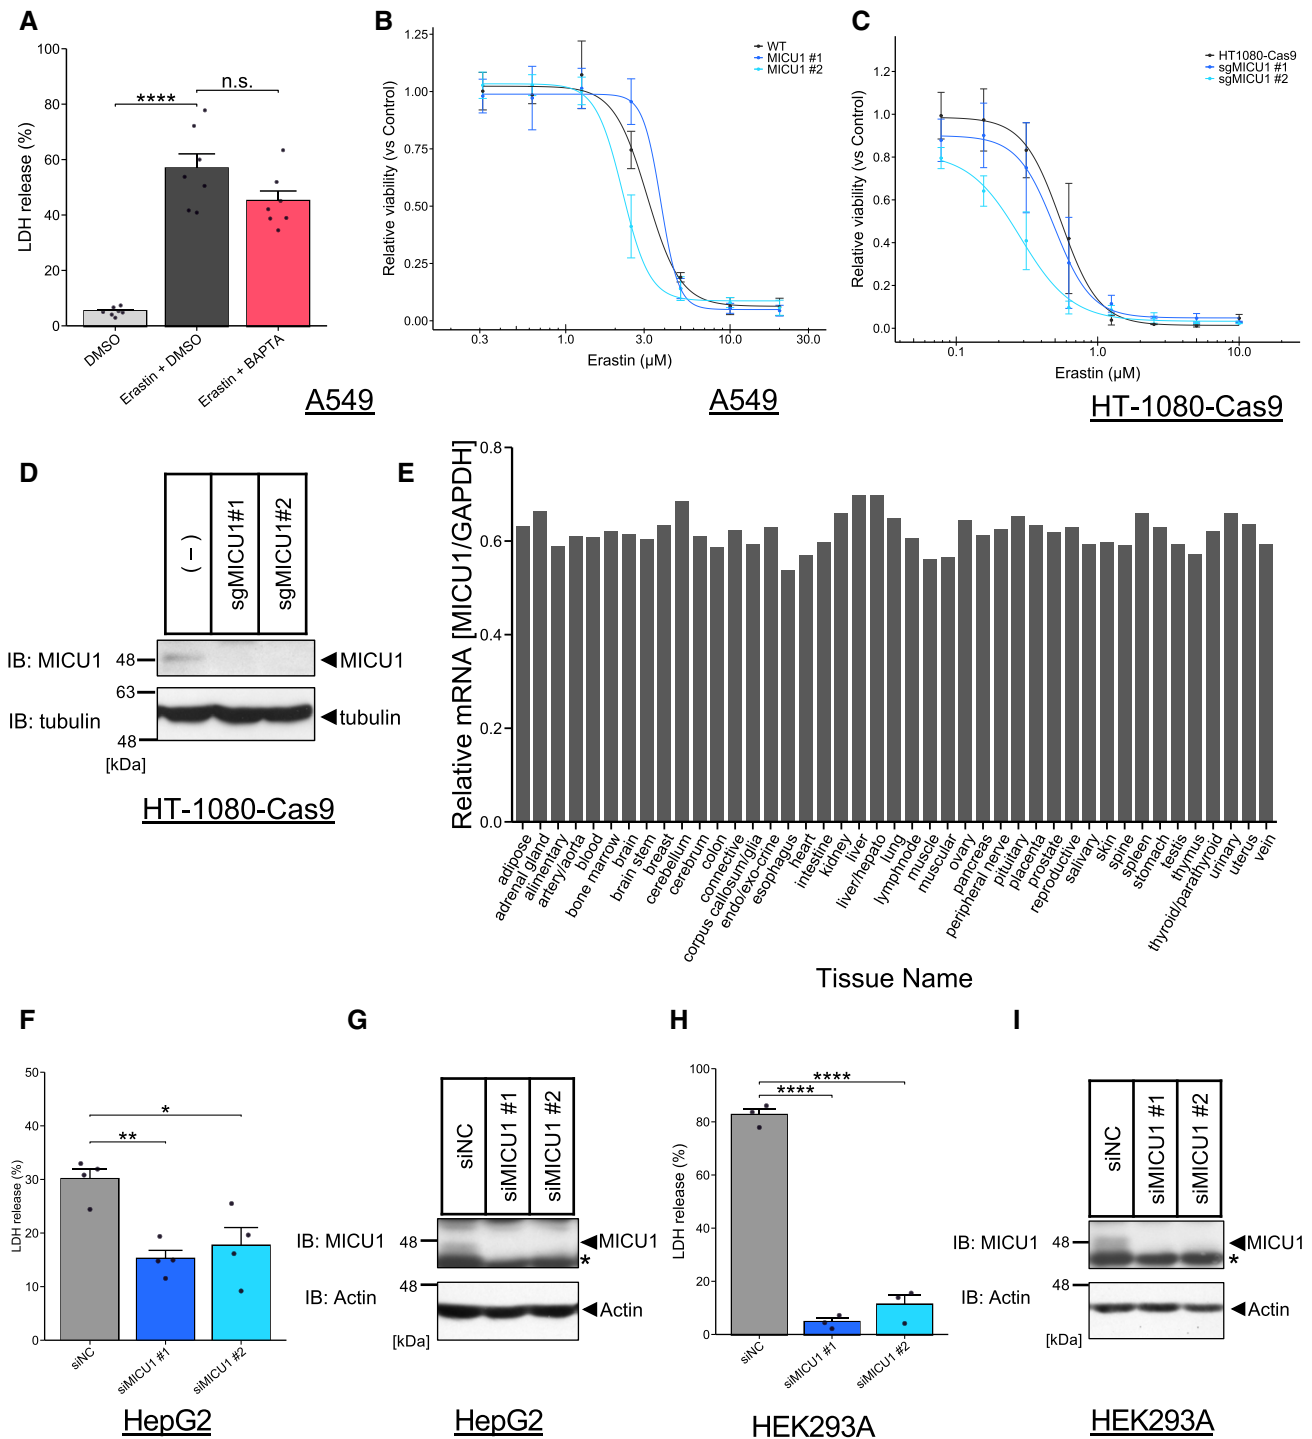 A
100
80
60
40
20
0
LDH release (%)
****
n.s.
DMSO
Erastin + DMSO
Erastin + BAPTA
A549
B
1.25
1.00
0.75
0.50
0.25
0.00
Relative viability (vs Control)
WT
MICU1 #1
MICU1 #2
0.3
1.0
3.0
10.0
30.0
Erastin (µM)
A549
C
1.2
1.0
0.8
0.6
0.4
0.2
0.0
Relative viability (vs Control)
HT1080-Cas9
sgMICU1 #1
sgMICU1 #2
0.1
1.0
10.0
Erastin (µM)
HT-1080-Cas9
D
(−)
sgMICU1#1
sgMICU1#2
IB: MICU1
48
MICU1
63
IB: tubulin
tubulin
48
[kDa]
HT-1080-Cas9
E
0.8
0.6
0.4
0.2
0.0
Relative mRNA [MICU1/GAPDH]
adipose
adrenal gland
alimentary
artery/aorta
blood
bone marrow
brain
brain stem
breast
cerebellum
cerebrum
colon
connective
corpus callosum/glia
endo/exo-crine
esophagus
heart
intestine
kidney
liver
liver/hepato
lung
lymphnode
muscle
muscular
ovary
pancreas
peripheral nerve
pituitary
placenta
prostate
reproductive
salivary
skin
spine
spleen
stomach
testis
thymus
thyroid/parathyroid
urinary
uterus
vein
Tissue Name
F
50
40
30
20
10
0
LDH release (%)
*
**
siNC
siMICU1 #1
siMICU1 #2
HepG2
G
siNC
siMICU1 #1
siMICU1 #2
IB: MICU1
48
MICU1
*
48
IB: Actin
Actin
[kDa]
HepG2
H
100
80
60
40
20
0
LDH release (%)
****
****
siNC
siMICU1 #1
siMICU1 #2
HEK293A
I
siNC
siMICU1 #1
siMICU1 #2
IB: MICU1
48
MICU1
*
48
IB: Actin
Actin
[kDa]
HEK293A